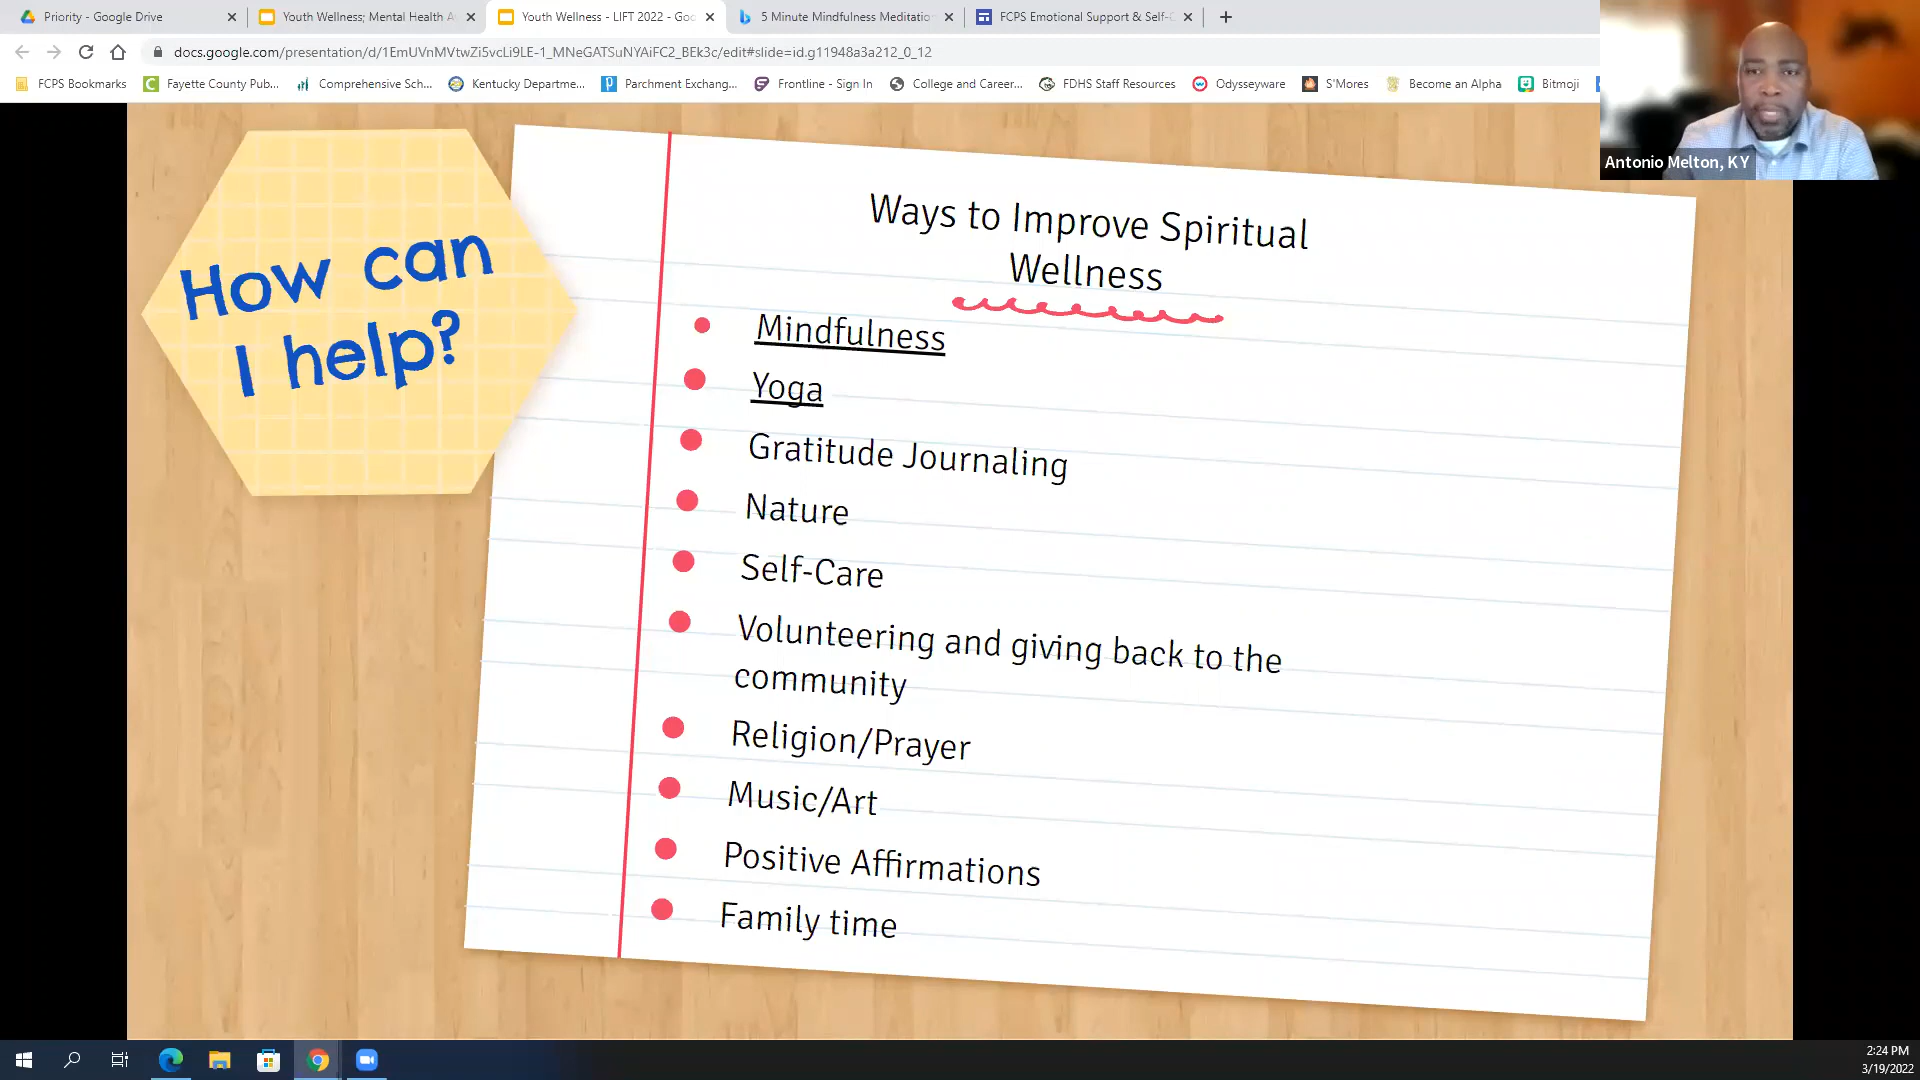 Priority - Google Drive
Youth Wellness; Mental Health A
Youth Wellness - LIFT 2022 - Goo
5 Minute Mindfulness Meditation
FCPS Emotional Support & Self-C
docs.google.com/presentation/d/1EmUVnMVtwZi5vcLi9LE-1_MNeGATSuNYAiFC2_BEk3c/edit#slide=id.g11948a3a212_0_12
FCPS Bookmarks
Fayette County Pub...
Comprehensive Sch...
Kentucky Departme...
Parchment Exchang...
Frontline - Sign In
College and Career...
FDHS Staff Resources
Odysseyware
S'Mores
Become an Alpha
Bitmoji
Antonio Melton, KY
How can
I help?
Ways to Improve Spiritual
Wellness
Mindfulness
Yoga
Gratitude Journaling
Nature
Self-Care
Volunteering and giving back to the
community
Religion/Prayer
Music/Art
Positive Affirmations
Family time
2:24 PM
3/19/2022